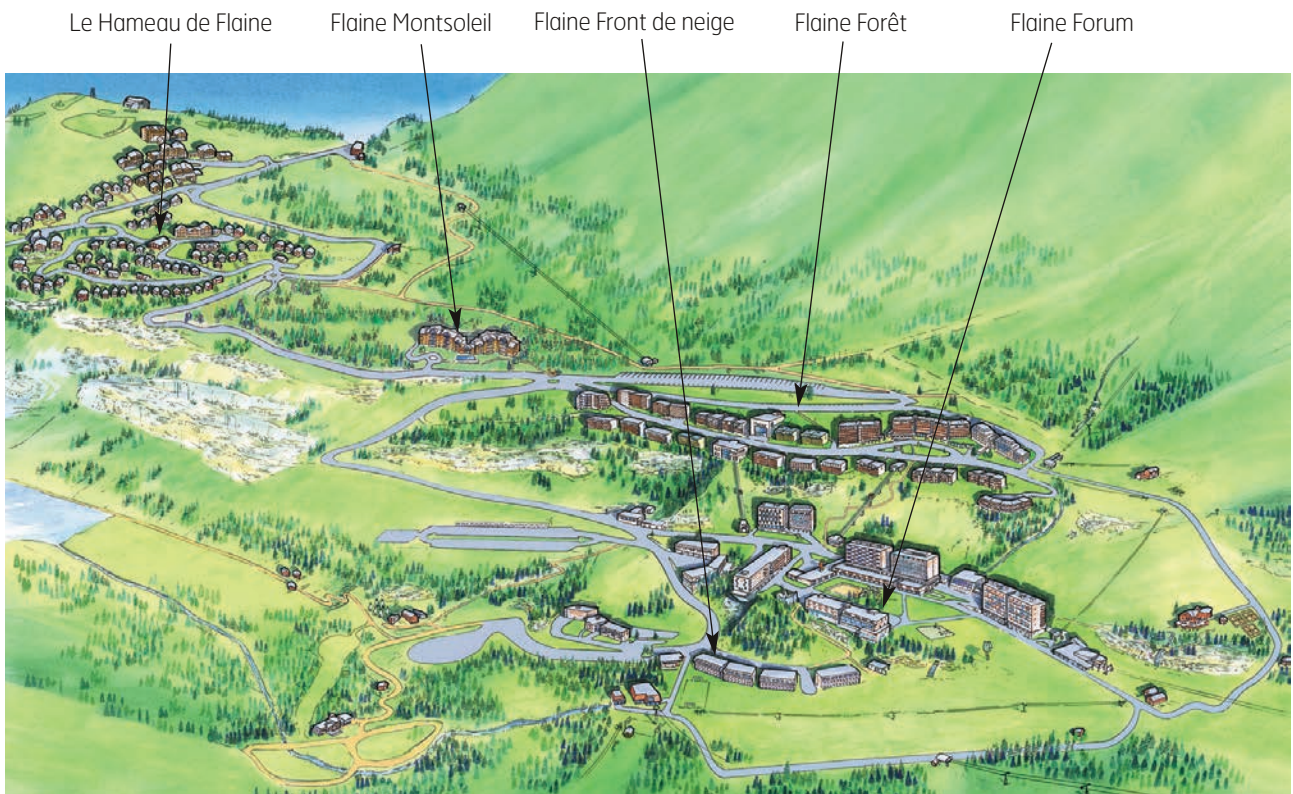 Le Hameau de Flaine
Flaine Montsoleil
Flaine Front de neige
Flaine Forêt
Flaine Forum